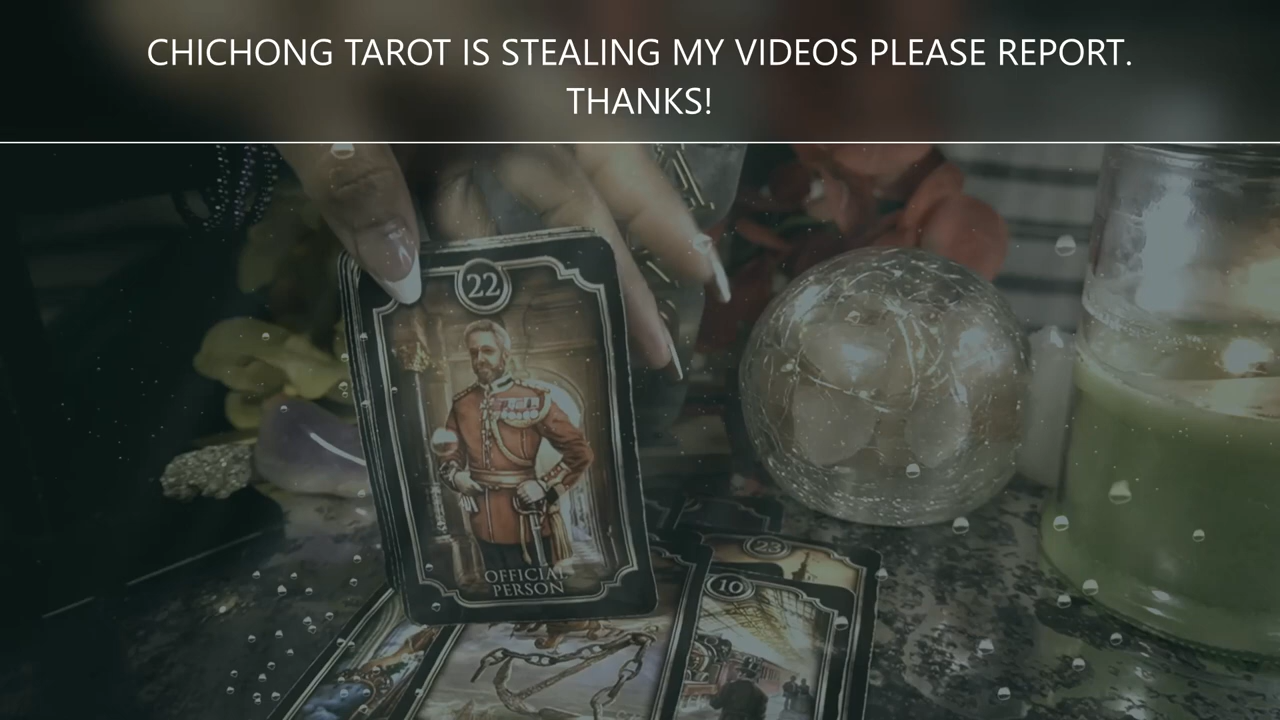 CHICHONG TAROT IS STEALING MY VIDEOS PLEASE REPORT.
THANKS!
22
OFFICIAL
PERSON
23
10